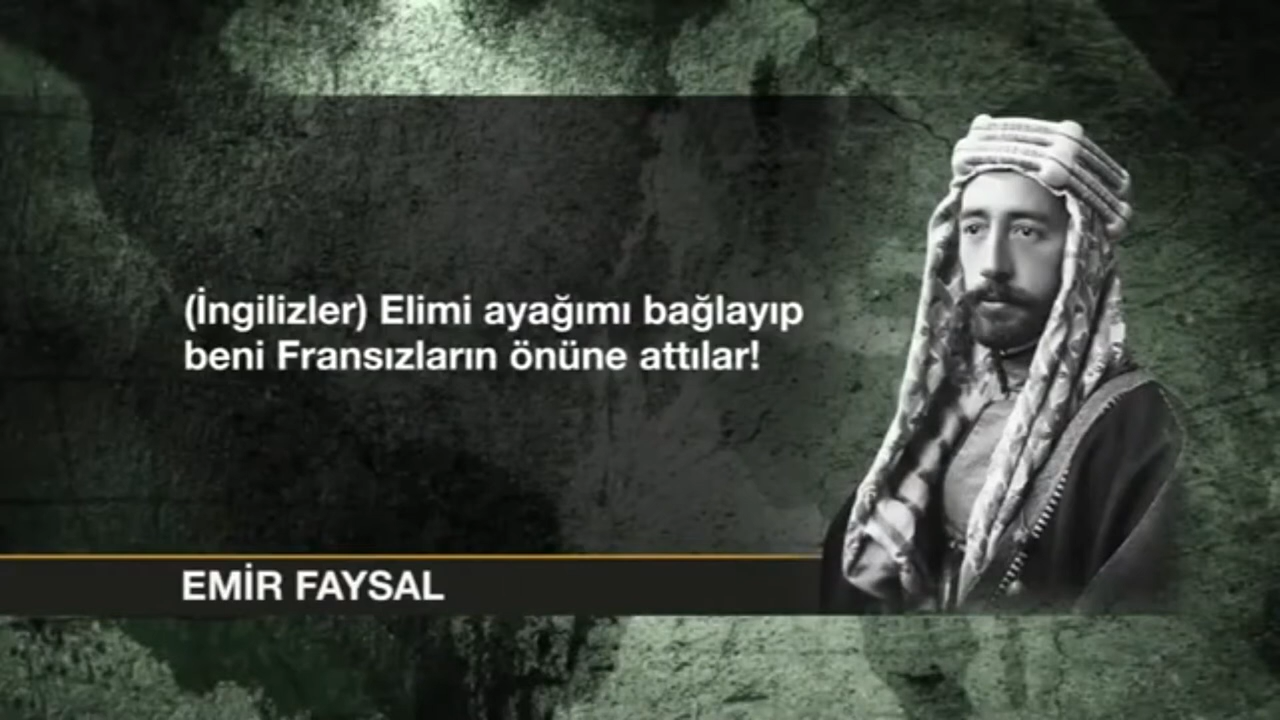 (İngilizler) Elimi ayağımı bağlayıp
beni Fransızların önüne attılar!
EMİR FAYSAL